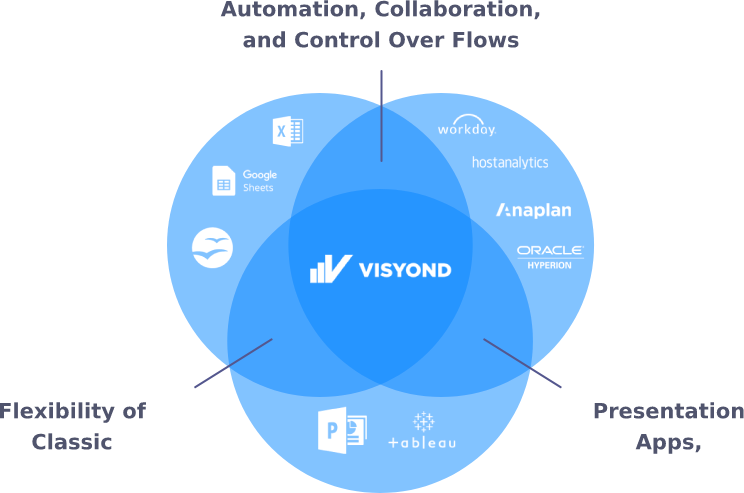 Automation, Collaboration,
and Control Over Flows
X
workday.
hostanalytics
Google
Sheets
Anaplan
ORACLE
HYPERION
VISYOND
Flexibility of
Classic
Presentation
Apps,
P
+ableau